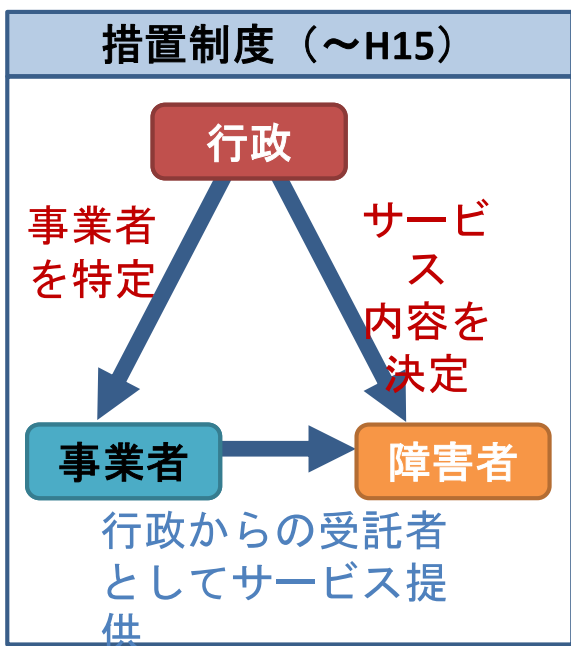 措置制度（～H15）
行政
事業者
を特定
サービ
ス
内容を
決定
事業者
障害者
行政からの受託者
としてサービス提
供